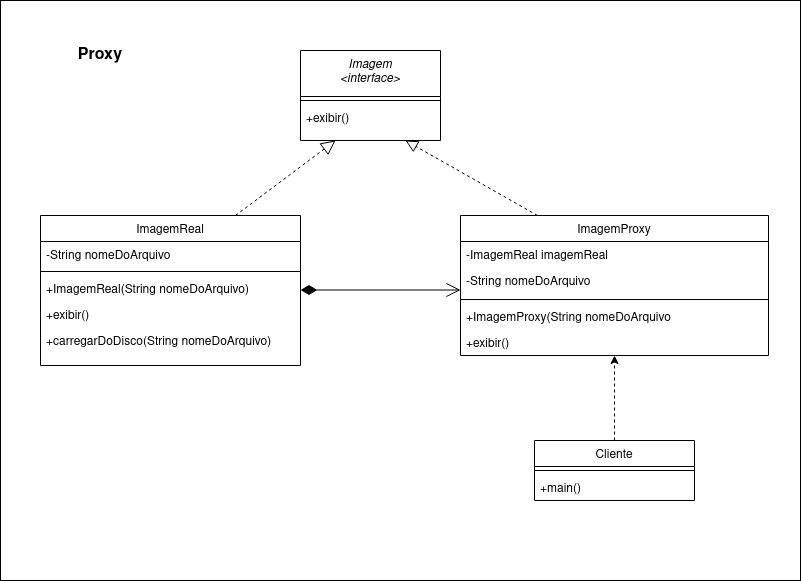 Proxy
Imagem
<interface>
+exibir()
ImagemReal
-String nomeDoArquivo
+ImagemReal(String nomeDoArquivo)
+exibir()
+carregarDoDisco(String nomeDoArquivo)
ImagemProxy
-ImagemReal imagemReal
-String nomeDoArquivo
+ImagemProxy(String nomeDoArquivo
+exibir()
Cliente
+main()